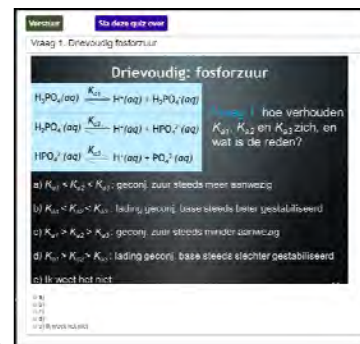 Verstuur
Sla deze quiz over
Vraag 1. Drievoudig fosforzuur
Drievoudig: fosforzuur
H₃PO₄(aq) Kₐ₁ H⁺(aq) + H₂PO₄⁻(aq)
H₂PO₄⁻(aq) Kₐ₂ H⁺(aq) + HPO₄²⁻(aq)
HPO₄²⁻(aq) Kₐ₃ H⁺(aq) + PO₄³⁻(aq)
hoe verhouden
Kₐ₁, Kₐ₂ en Kₐ₃ zich, en
wat is de reden?
a) Kₐ₁ < Kₐ₂ < Kₐ₃: geconj. zuur steeds meer aanwezig
b) Kₐ₁ < Kₐ₂ < Kₐ₃: lading geconj. base steeds beter gestabiliseerd
c) Kₐ₁ > Kₐ₂ > Kₐ₃: geconj. zuur steeds minder aanwezig
d) Kₐ₁ > Kₐ₂ > Kₐ₃: lading geconj. base steeds slechter gestabiliseerd
e) Ik weet het niet